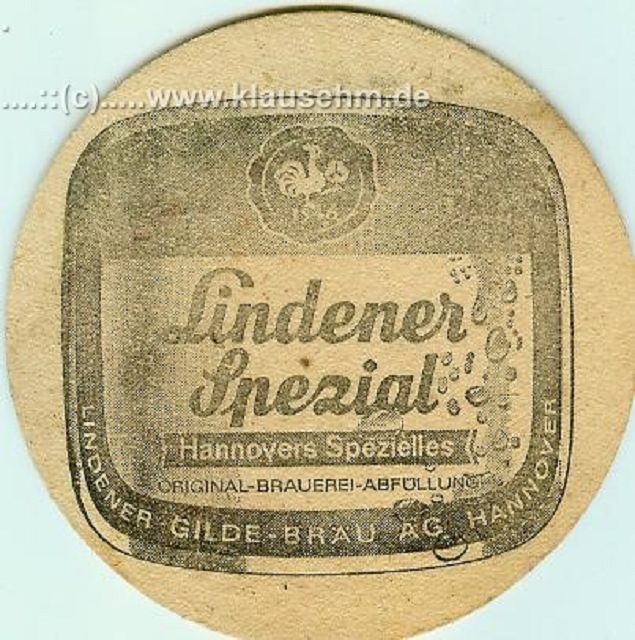 ....::(c).....www.klausehm.de
Lindener
Spezial
Hannovers Spezielles
ORIGINAL-BRAUEREI-ABFÜLLUNG
LINDENER GILDE-BRÄU AG HANNOVER